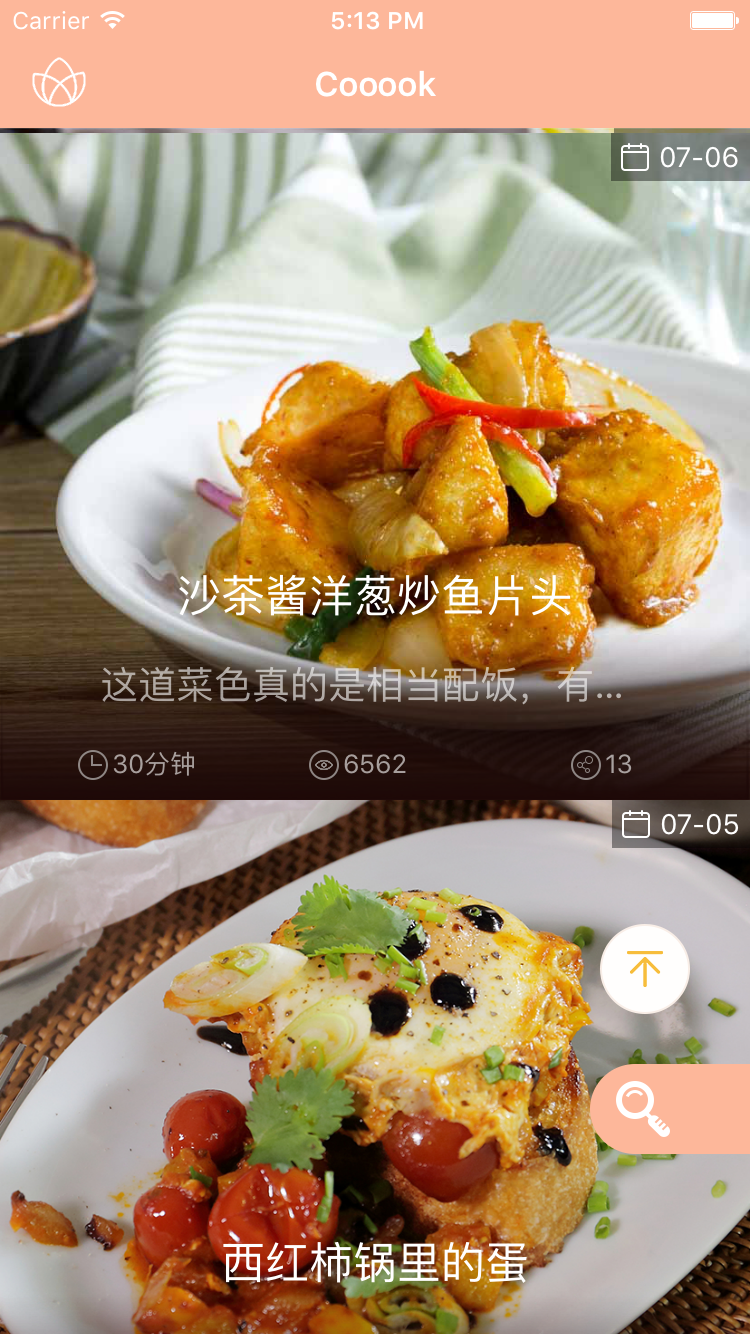 Carrier 5:13 PM
Cooook
07-06
沙茶酱洋葱炒鱼片头
这道菜色真的是相当配饭，有...
30分钟 6562 13
07-05
西红柿锅里的蛋